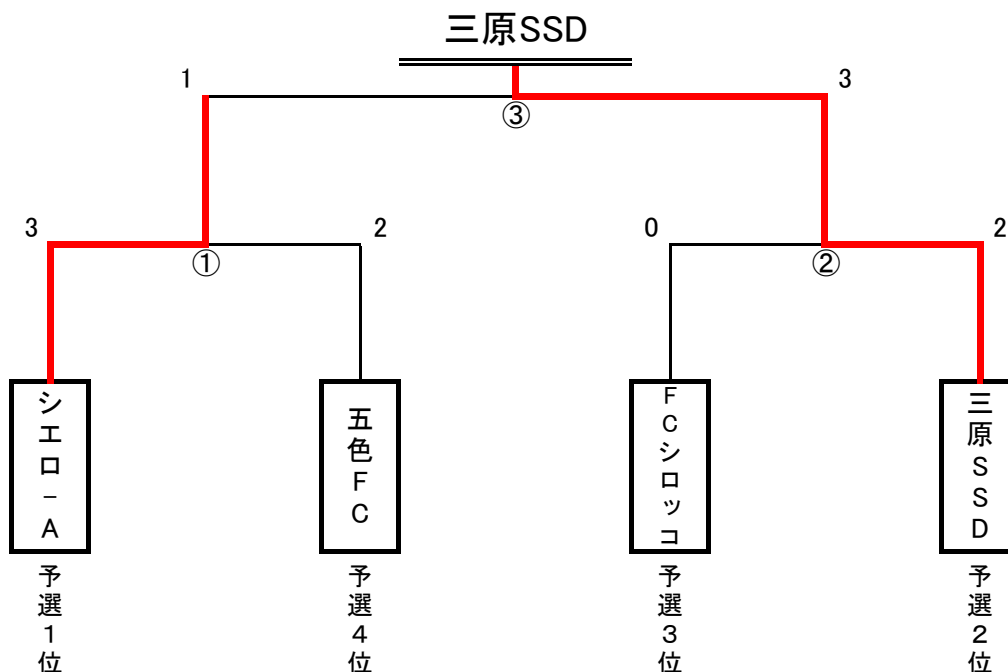 三原SSD
1
3
③
3
2
0
2
①
②
シエロ-A
五色FC
FCシロッコ
三原SSD
予選1位
予選4位
予選3位
予選2位